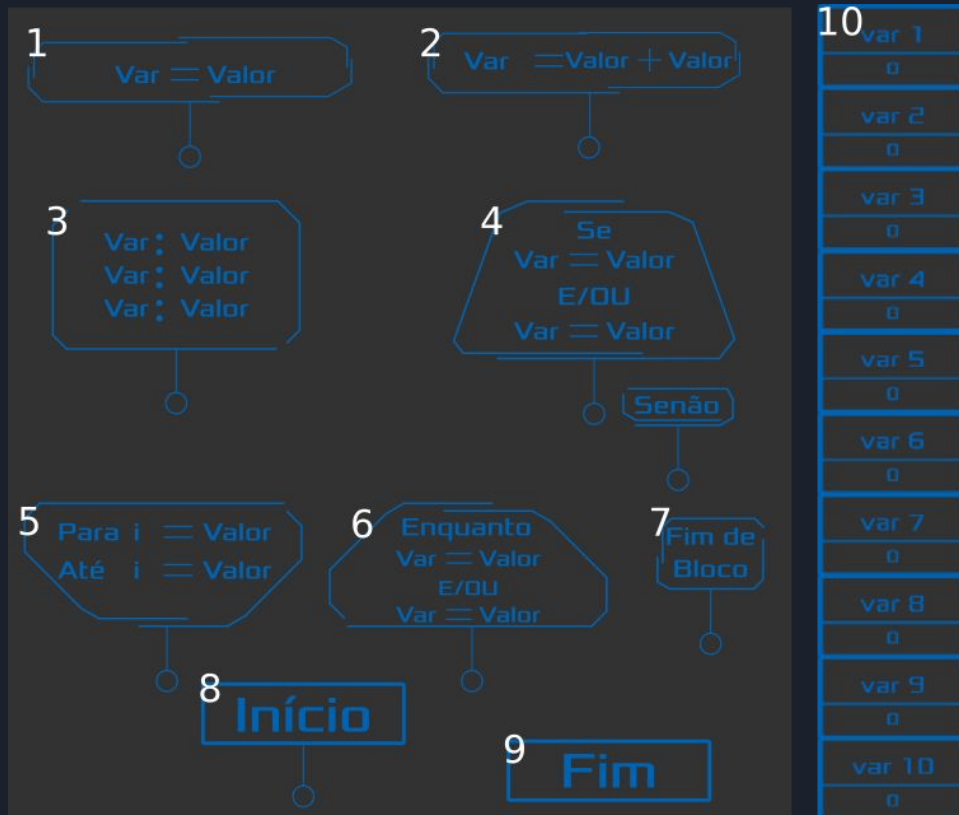 1
Var = Valor
2
Var = Valor + Valor
3
Var: Valor
Var: Valor
Var: Valor
4
Se
Var = Valor
E/OU
Var = Valor
Senão
5
Para i = Valor
Até i = Valor
6
Enquanto
Var = Valor
E/OU
Var = Valor
7
Fim de
Bloco
8
Início
9
Fim
10
var 1
0
var 2
0
var 3
0
var 4
0
var 5
0
var 6
0
var 7
0
var 8
0
var 9
0
var 10
0